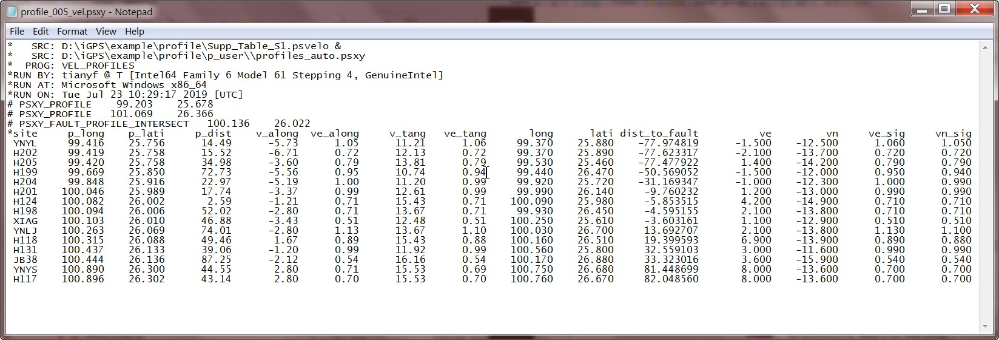 profile_005_vel.psxy - Notepad
File Edit Format View Help
*   SRC: D:\iGPS\example\profile\Supp_Table_S1.psvelo &
*   SRC: D:\iGPS\example\profile\p_user\\profiles_auto.psxy
*  PROG: VEL_PROFILES
*RUN BY: tianyf @ T [Intel64 Family 6 Model 61 Stepping 4, GenuineIntel]
*RUN AT: Microsoft Windows x86_64
*RUN ON: Tue Jul 23 10:29:17 2019 [UTC]
# PSXY_PROFILE    99.203    25.678
# PSXY_PROFILE   101.069    26.366
# PSXY_FAULT_PROFILE_INTERSECT   100.136    26.022
*site p_long p_lati p_dist v_along ve_along v_tang ve_tang long lati dist_to_fault ve vn ve_sig vn_sig
YNYL 99.416 25.756 14.49 -5.73 1.05 11.21 1.06 99.370 25.880 -77.974819 -1.500 -12.500 1.060 1.050
H202 99.419 25.758 15.52 -6.71 0.72 12.13 0.72 99.370 25.890 -77.623317 -2.100 -13.700 0.720 0.720
H205 99.420 25.758 34.98 -3.60 0.79 13.81 0.79 99.530 25.460 -77.477922 1.400 -14.200 0.790 0.790
H199 99.669 25.850 72.73 -5.56 0.95 10.74 0.94 99.440 26.470 -50.569052 -1.500 -12.000 0.950 0.940
H204 99.848 25.916 22.97 -5.19 1.00 11.20 0.99 99.920 25.720 -31.169347 -1.000 -12.300 1.000 0.990
H201 100.046 25.989 17.74 -3.37 0.99 12.61 0.99 99.990 26.140 -9.760232 1.200 -13.000 0.990 0.990
H124 100.082 26.002 2.59 -1.21 0.71 15.43 0.71 100.090 25.980 -5.853515 4.200 -14.900 0.710 0.710
H198 100.094 26.006 52.02 -2.80 0.71 13.67 0.71 99.930 26.450 -4.595155 2.100 -13.800 0.710 0.710
XIAG 100.103 26.010 46.88 -3.43 0.51 12.48 0.51 100.250 25.610 -3.603161 1.100 -12.900 0.510 0.510
YNLJ 100.263 26.069 74.01 -2.80 1.13 13.67 1.10 100.030 26.700 13.692707 2.100 -13.800 1.130 1.100
H118 100.315 26.088 49.46 1.67 0.89 15.43 0.88 100.160 26.510 19.399593 6.900 -13.900 0.890 0.880
H131 100.437 26.133 39.06 -1.20 0.99 11.92 0.99 100.560 25.800 32.559103 3.000 -11.600 0.990 0.990
JB38 100.444 26.136 87.25 -2.12 0.54 16.16 0.54 100.170 26.880 33.323016 3.600 -15.900 0.540 0.540
YNYS 100.890 26.300 44.55 2.80 0.71 15.53 0.69 100.750 26.680 81.448699 8.000 -13.600 0.700 0.700
H117 100.896 26.302 43.14 2.80 0.70 15.53 0.70 100.760 26.670 82.048560 8.000 -13.600 0.700 0.700